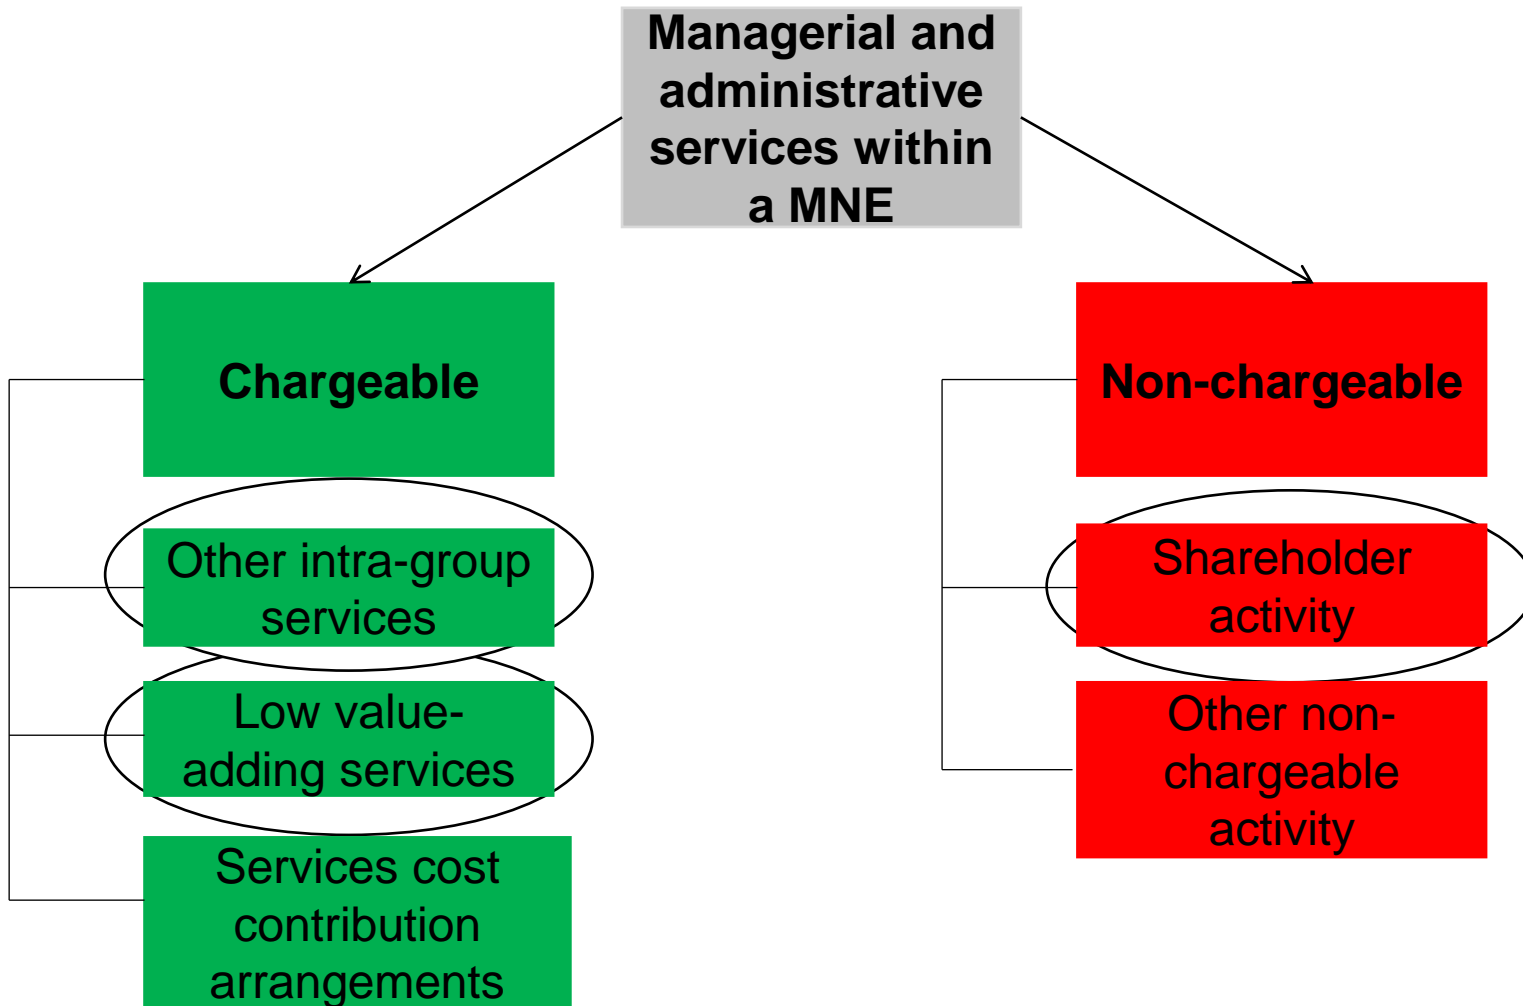 Managerial and
administrative
services within
a MNE
Chargeable
Other intra-group
services
Low value-
adding services
Services cost
contribution
arrangements
Non-chargeable
Shareholder
activity
Other non-
chargeable
activity